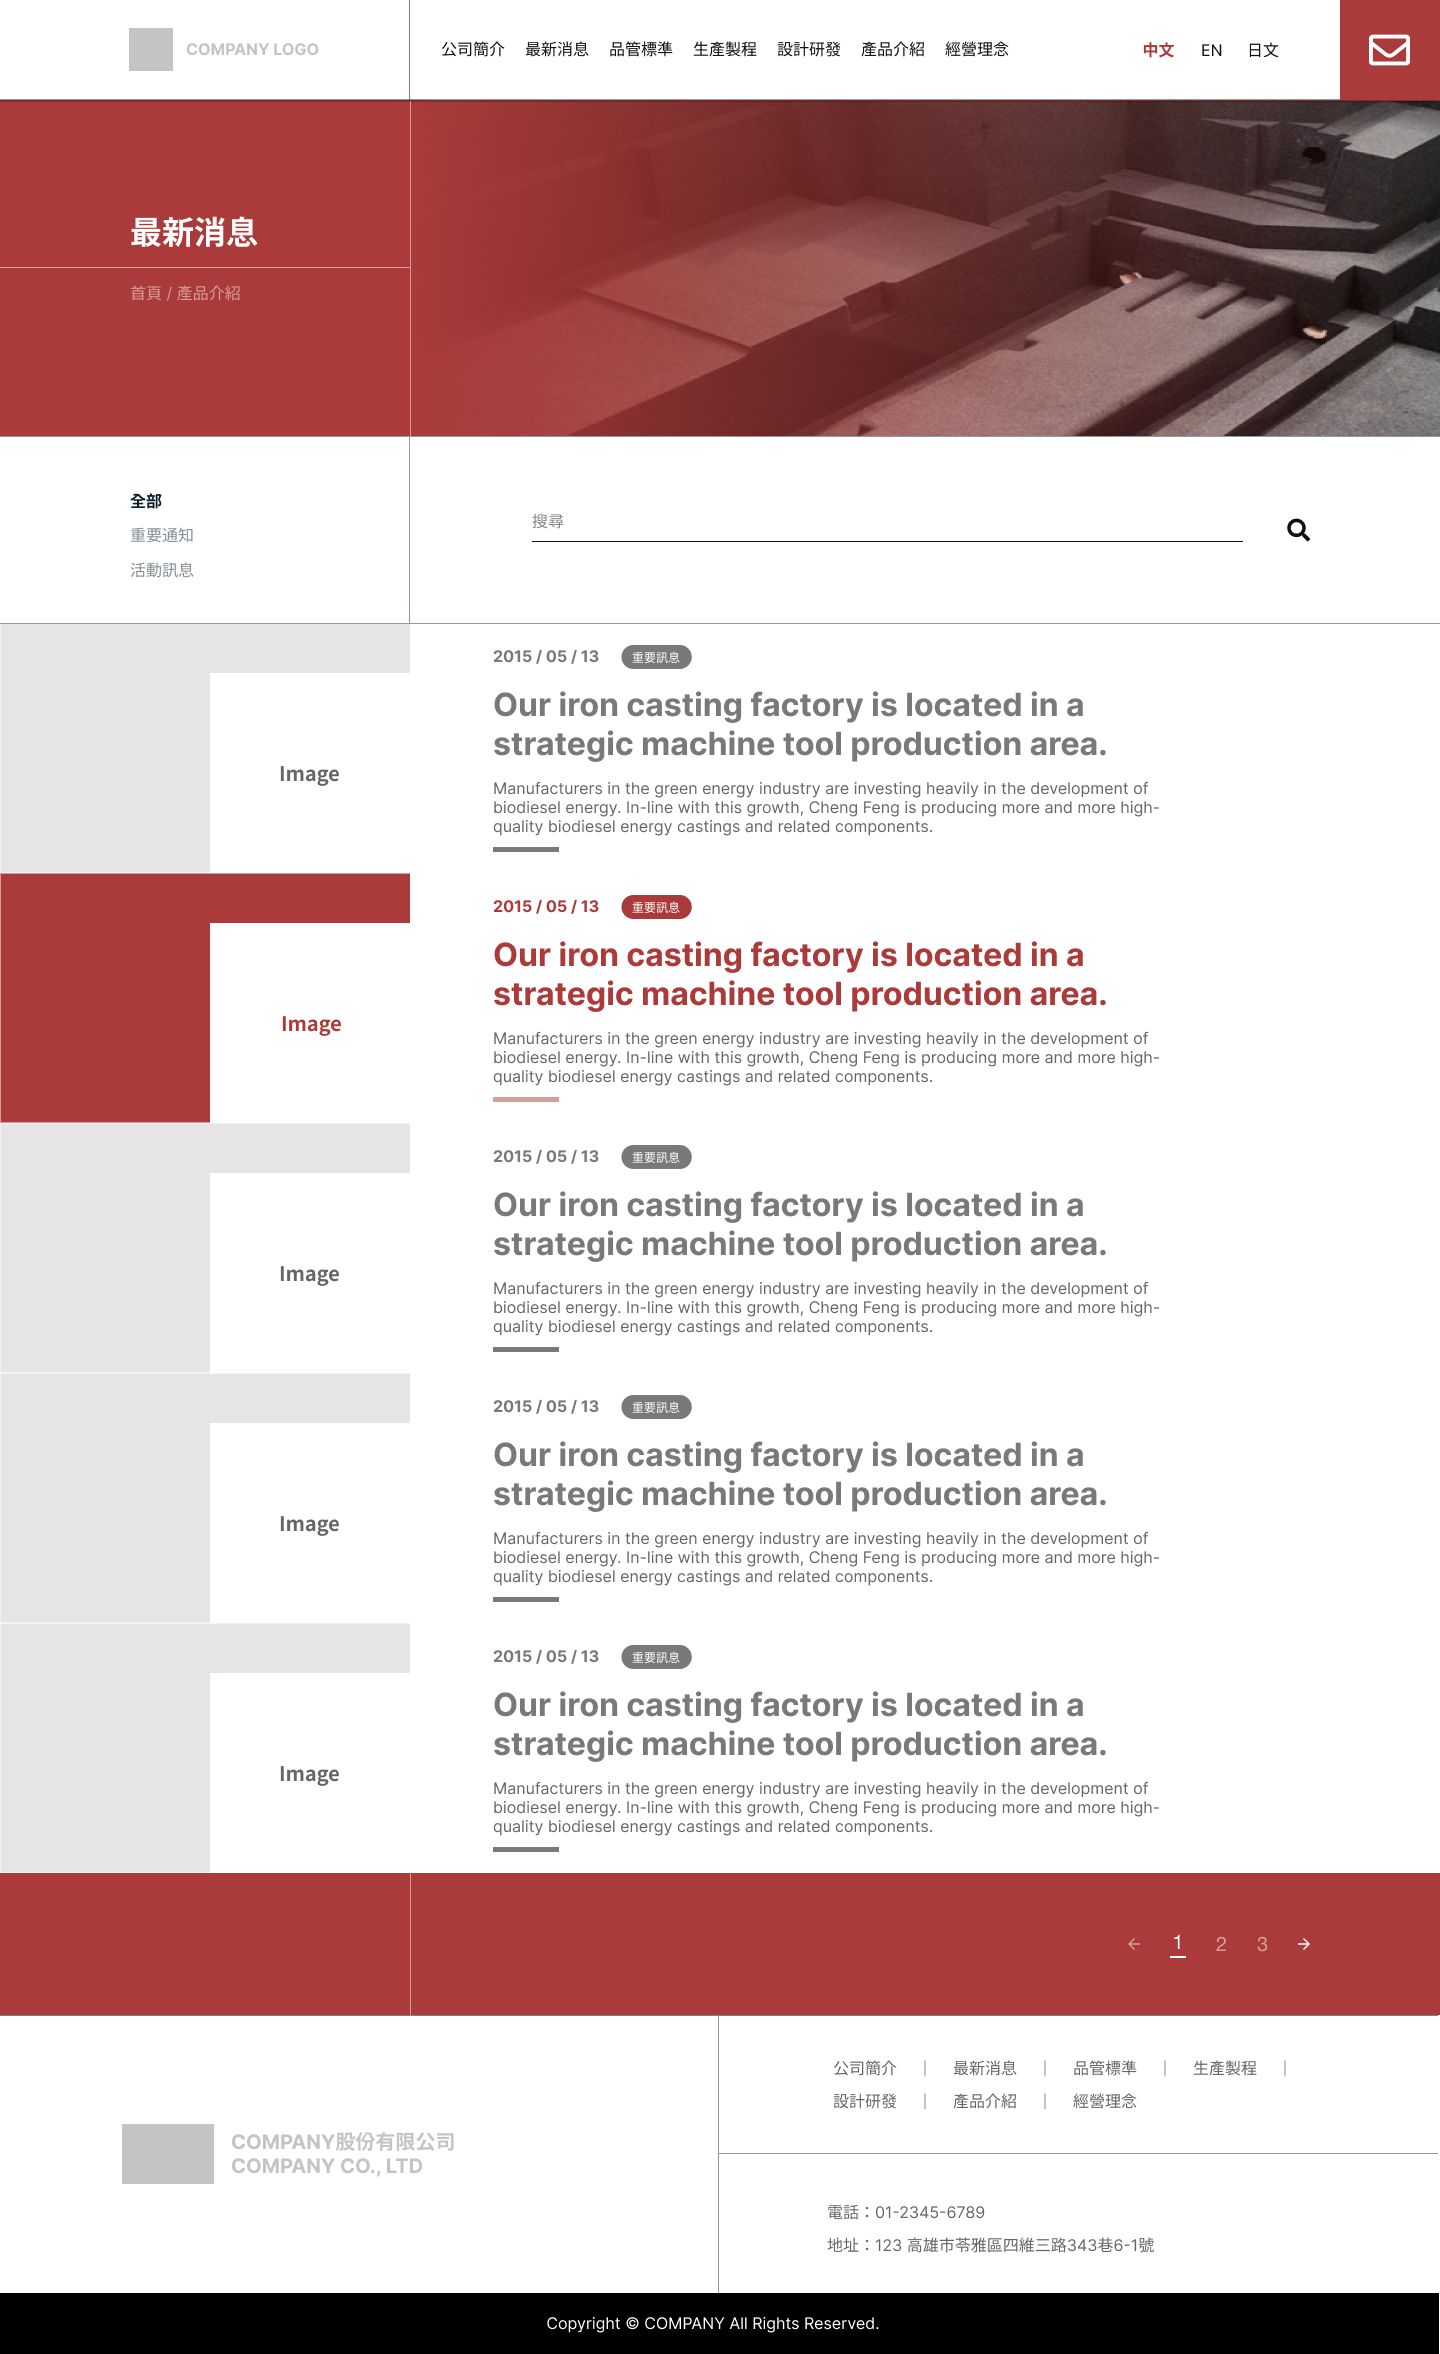 COMPANY LOGO
公司簡介 最新消息 品管標準 生產製程 設計研發 產品介紹 經營理念
中文 EN 日文
最新消息
首頁 / 產品介紹
全部
重要通知
活動訊息
搜尋
Image
2015 / 05 / 13 重要訊息
Our iron casting factory is located in a
strategic machine tool production area.
Manufacturers in the green energy industry are investing heavily in the development of
biodiesel energy. In-line with this growth, Cheng Feng is producing more and more high-
quality biodiesel energy castings and related components.
Image
2015 / 05 / 13 重要訊息
Our iron casting factory is located in a
strategic machine tool production area.
Manufacturers in the green energy industry are investing heavily in the development of
biodiesel energy. In-line with this growth, Cheng Feng is producing more and more high-
quality biodiesel energy castings and related components.
Image
2015 / 05 / 13 重要訊息
Our iron casting factory is located in a
strategic machine tool production area.
Manufacturers in the green energy industry are investing heavily in the development of
biodiesel energy. In-line with this growth, Cheng Feng is producing more and more high-
quality biodiesel energy castings and related components.
Image
2015 / 05 / 13 重要訊息
Our iron casting factory is located in a
strategic machine tool production area.
Manufacturers in the green energy industry are investing heavily in the development of
biodiesel energy. In-line with this growth, Cheng Feng is producing more and more high-
quality biodiesel energy castings and related components.
Image
2015 / 05 / 13 重要訊息
Our iron casting factory is located in a
strategic machine tool production area.
Manufacturers in the green energy industry are investing heavily in the development of
biodiesel energy. In-line with this growth, Cheng Feng is producing more and more high-
quality biodiesel energy castings and related components.
← 1 2 3 →
COMPANY股份有限公司
COMPANY CO., LTD
公司簡介 ｜ 最新消息 ｜ 品管標準 ｜ 生產製程 ｜
設計研發 ｜ 產品介紹 ｜ 經營理念
電話：01-2345-6789
地址：123 高雄市苓雅區四維三路343巷6-1號
Copyright © COMPANY All Rights Reserved.